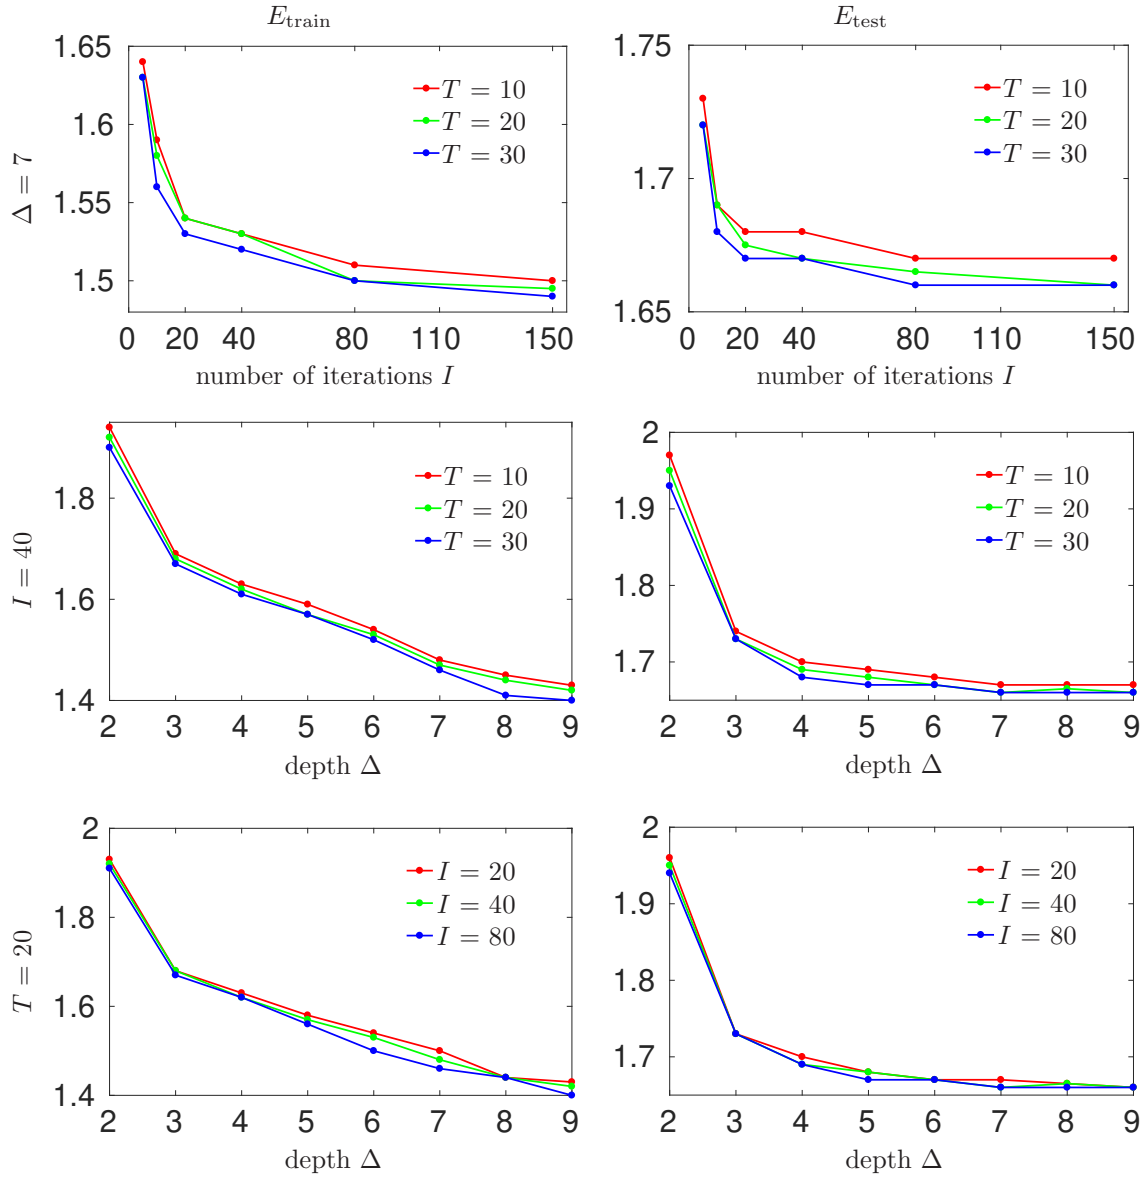 E_train
E_test
Δ = 7
1.65
1.6
1.55
1.5
T = 10
T = 20
T = 30
0 20 40 80 110 150
number of iterations I
1.75
1.7
1.65
T = 10
T = 20
T = 30
0 20 40 80 110 150
number of iterations I
I = 40
1.8
1.6
1.4
T = 10
T = 20
T = 30
2 3 4 5 6 7 8 9
depth Δ
2
1.9
1.8
1.7
T = 10
T = 20
T = 30
2 3 4 5 6 7 8 9
depth Δ
T = 20
2
1.8
1.6
1.4
I = 20
I = 40
I = 80
2 3 4 5 6 7 8 9
depth Δ
2
1.9
1.8
1.7
I = 20
I = 40
I = 80
2 3 4 5 6 7 8 9
depth Δ